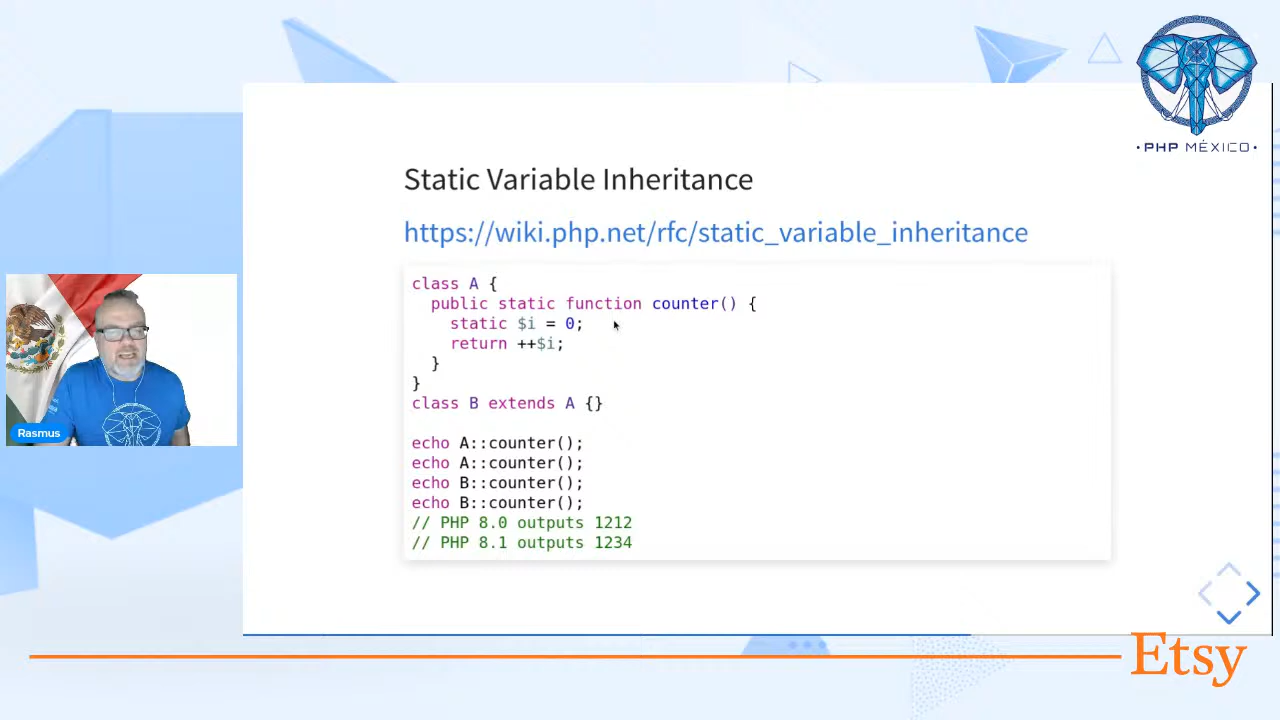 • PHP MÉXICO •
Static Variable Inheritance
https://wiki.php.net/rfc/static_variable_inheritance
class A {
  public static function counter() {
    static $i = 0;
    return ++$i;
  }
}
class B extends A {}

echo A::counter();
echo A::counter();
echo B::counter();
echo B::counter();
// PHP 8.0 outputs 1212
// PHP 8.1 outputs 1234
Rasmus
Etsy